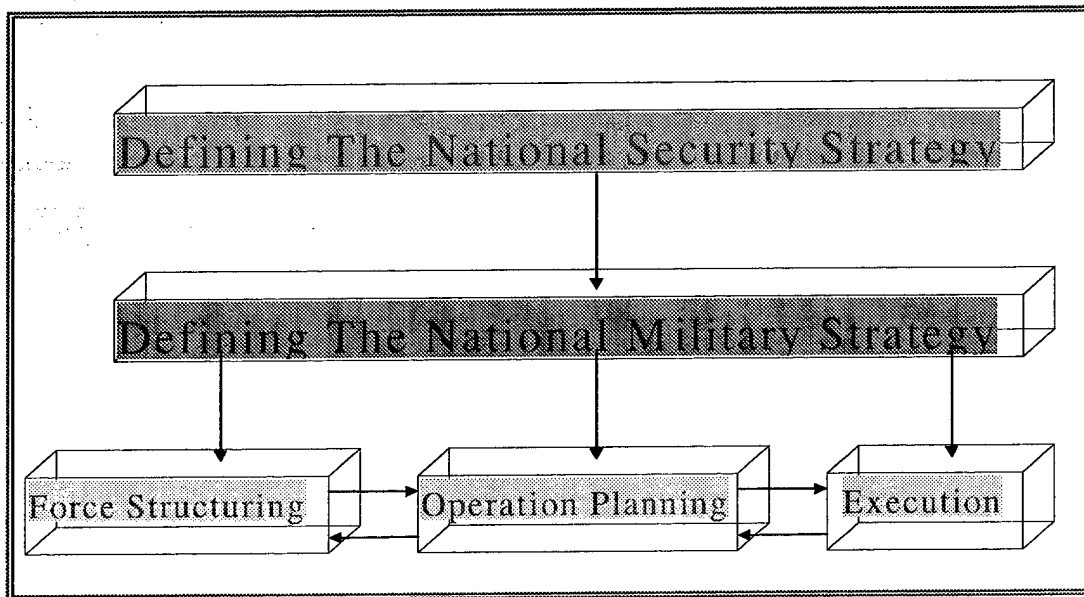 Defining The National Security Strategy
Defining The National Military Strategy
Force Structuring
Operation Planning
Execution